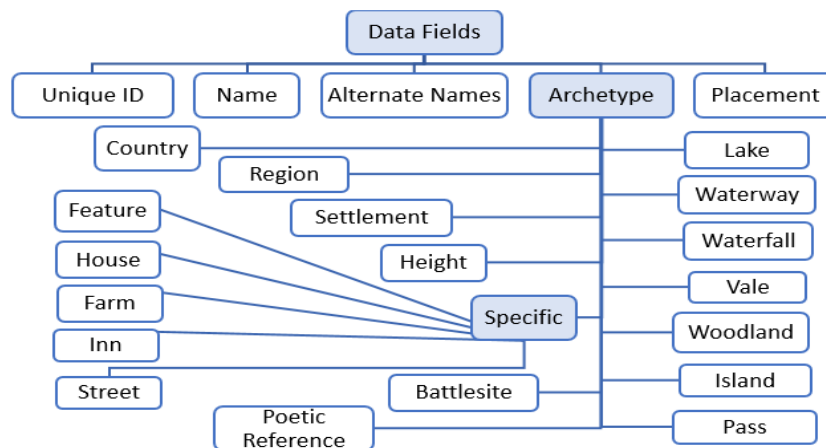 Data Fields
Unique ID
Name
Alternate Names
Archetype
Placement
Country
Lake
Region
Waterway
Feature
Settlement
Waterfall
House
Height
Vale
Farm
Specific
Woodland
Inn
Island
Street
Battlesite
Poetic
Reference
Pass